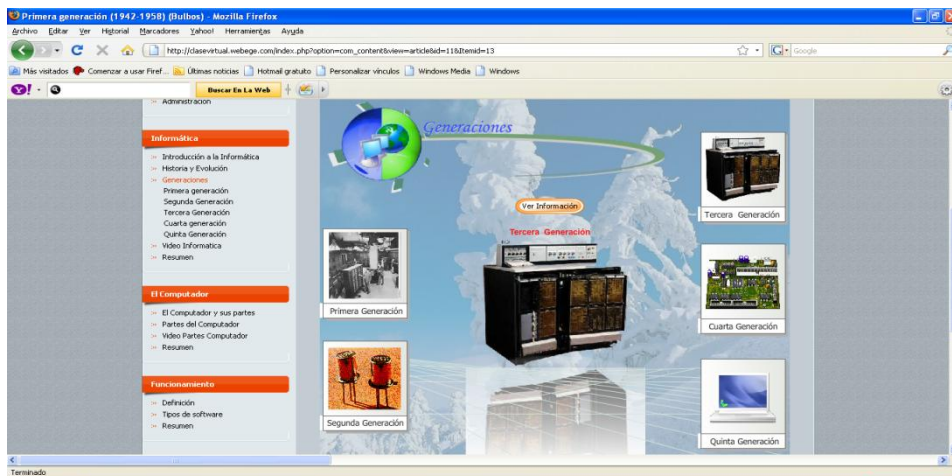 Primera generación (1942-1958) (Bulbos) - Mozilla Firefox
Archivo Editar Ver Historial Marcadores Yahoo! Herramientas Ayuda
http://clasevirtual.webege.com/index.php?option=com_content&view=article&id=11&Itemid=13
Google
Más visitados Comenzar a usar Firef... Últimas noticias Hotmail gratuito Personalizar vínculos Windows Media Windows
Y! Buscar En La Web
Administración
Informática
Introducción a la Informática
Historia y Evolución
Generaciones
Primera generación
Segunda Generación
Tercera Generación
Cuarta generación
Quinta Generación
Video Informatica
Resumen
El Computador
El Computador y sus partes
Partes del Computador
Video Partes Computador
Resumen
Funcionamiento
Definición
Tipos de software
Resumen
Generaciones
Ver Información
Tercera Generación
Primera Generación
Segunda Generación
Tercera Generación
Cuarta Generación
Quinta Generación
Terminado